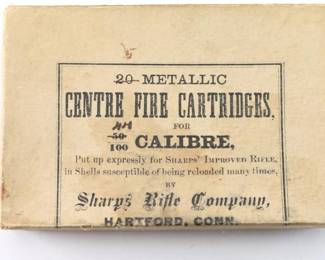 20 METALLIC
CENTRE FIRE CARTRIDGES,
FOR
44
50
100 CALIBRE,
Put up expressly for SHARPS' IMPROVED RIFLE,
in Shells susceptible of being reloaded many times,
BY
Sharps Rifle Company,
HARTFORD, CONN.